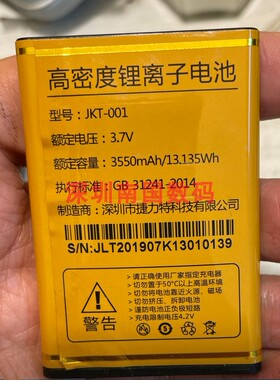 高密度锂离子电池
型号: JKT-001
额定电压: 3.7V
额定容量: 3550mAh/13.135Wh
执行标准: GB 31241-2014
深圳南国数码
制造商: 深圳市捷力特科技有限公司
S/N:JLT201907K13010139
请正确使用厂家指定充电器
切勿置于50°C以上高温环境
切勿靠近火源、磁场
切勿挤压、拆卸电池
谨防电池正负极短路
充电限制电压4.2V
警告